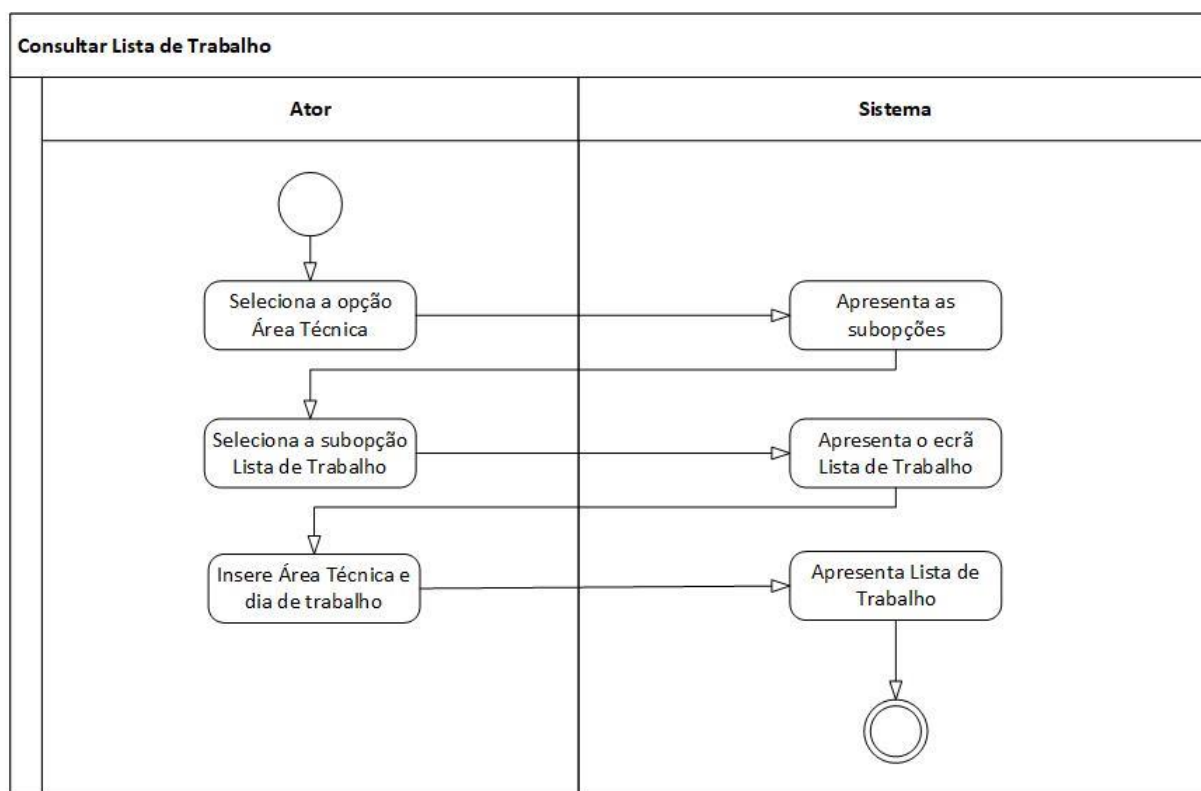 Consultar Lista de Trabalho
Ator
Sistema
Seleciona a opção
Área Técnica
Apresenta as
subopções
Seleciona a subopção
Lista de Trabalho
Apresenta o ecrã
Lista de Trabalho
Insere Área Técnica e
dia de trabalho
Apresenta Lista de
Trabalho